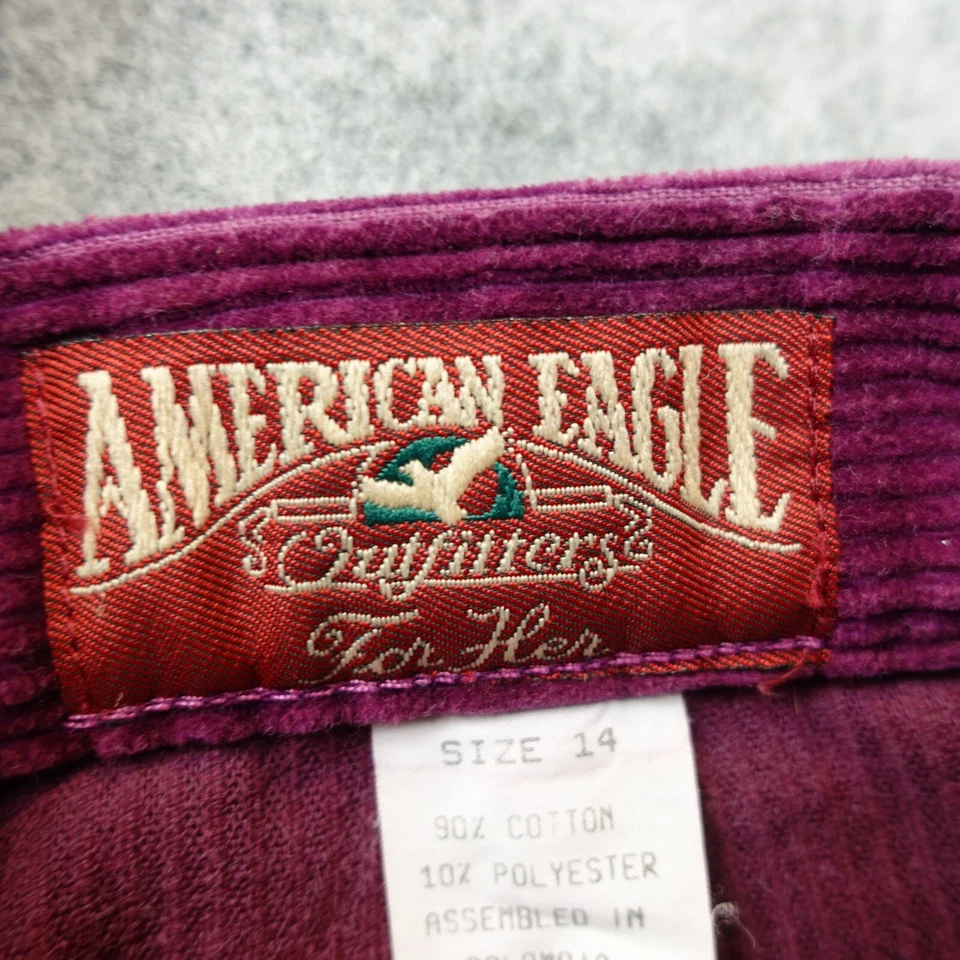 AMERICAN EAGLE
Outfitters
For Her
SIZE 14
90% COTTON
10% POLYESTER
ASSEMBLED IN